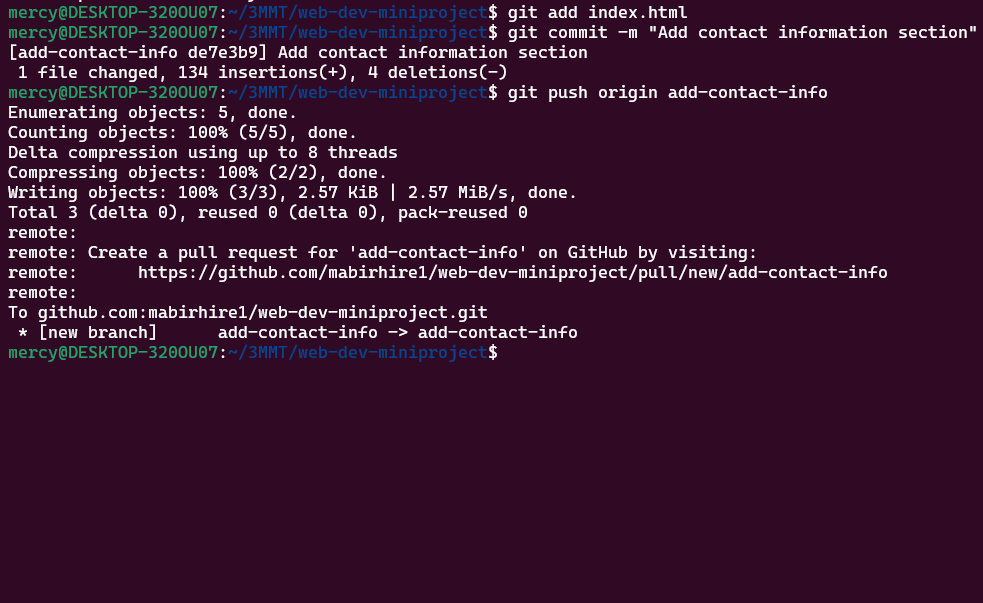 mercy@DESKTOP-320OU07:~/3MMT/web-dev-miniproject$ git add index.html
mercy@DESKTOP-320OU07:~/3MMT/web-dev-miniproject$ git commit -m "Add contact information section"
[add-contact-info de7e3b9] Add contact information section
 1 file changed, 134 insertions(+), 4 deletions(-)
mercy@DESKTOP-320OU07:~/3MMT/web-dev-miniproject$ git push origin add-contact-info
Enumerating objects: 5, done.
Counting objects: 100% (5/5), done.
Delta compression using up to 8 threads
Compressing objects: 100% (2/2), done.
Writing objects: 100% (3/3), 2.57 KiB | 2.57 MiB/s, done.
Total 3 (delta 0), reused 0 (delta 0), pack-reused 0
remote:
remote: Create a pull request for 'add-contact-info' on GitHub by visiting:
remote:      https://github.com/mabirhire1/web-dev-miniproject/pull/new/add-contact-info
remote:
To github.com:mabirhire1/web-dev-miniproject.git
 * [new branch]      add-contact-info -> add-contact-info
mercy@DESKTOP-320OU07:~/3MMT/web-dev-miniproject$